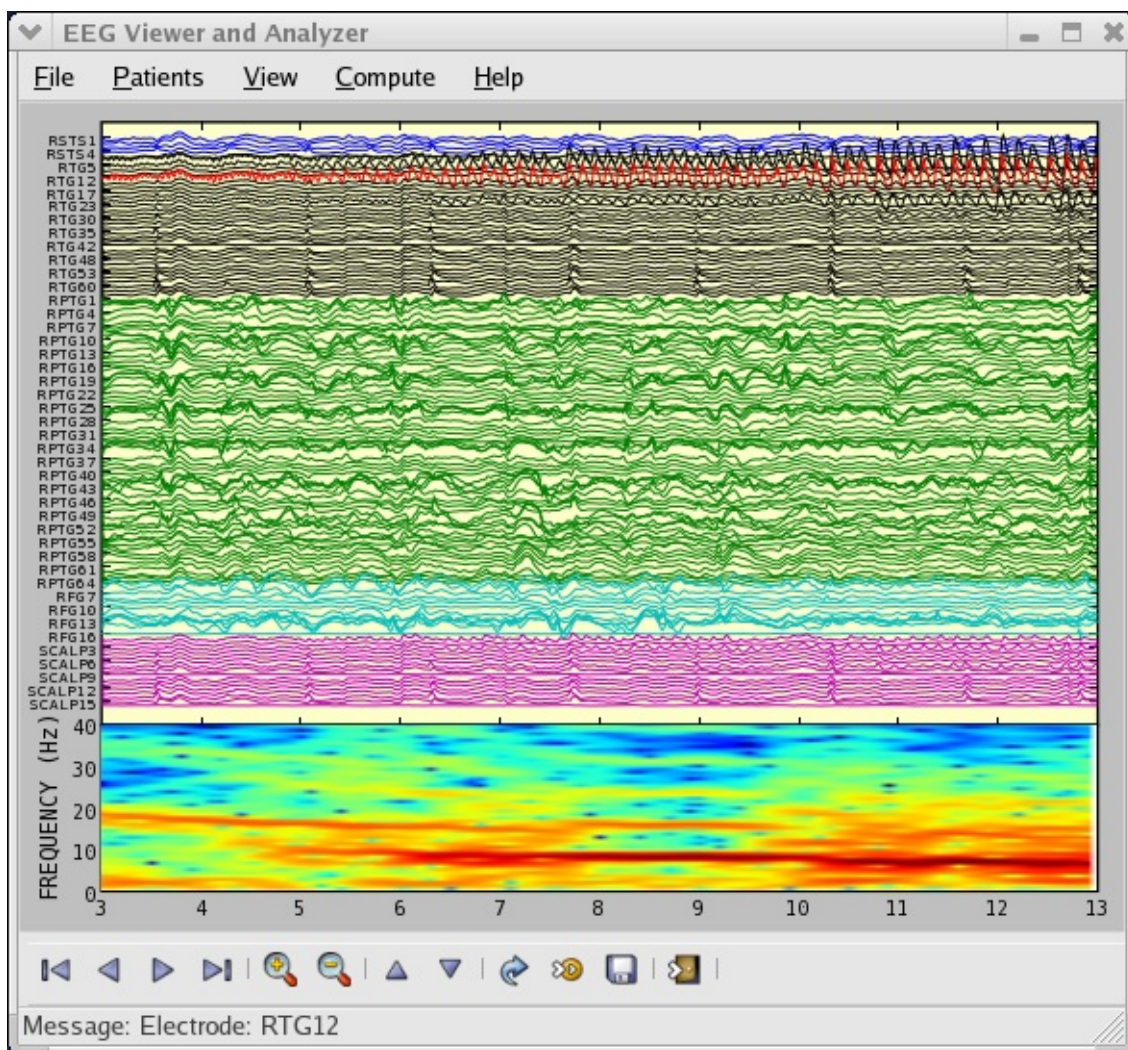 EEG Viewer and Analyzer
File Patients View Compute Help
RSTS1
RSTS4
RTG5
RTG12
RTG17
RTG23
RTG30
RTG35
RTG42
RTG48
RTG53
RTG60
RPTG1
RPTG4
RPTG7
RPTG10
RPTG13
RPTG16
RPTG19
RPTG22
RPTG25
RPTG28
RPTG31
RPTG34
RPTG37
RPTG40
RPTG43
RPTG46
RPTG49
RPTG52
RPTG55
RPTG58
RPTG61
RPTG64
RFG7
RFG10
RFG13
RFG16
SCALP3
SCALP6
SCALP9
SCALP12
SCALP15
FREQUENCY (Hz)
40
30
20
10
0
3 4 5 6 7 8 9 10 11 12 13
Message: Electrode: RTG12